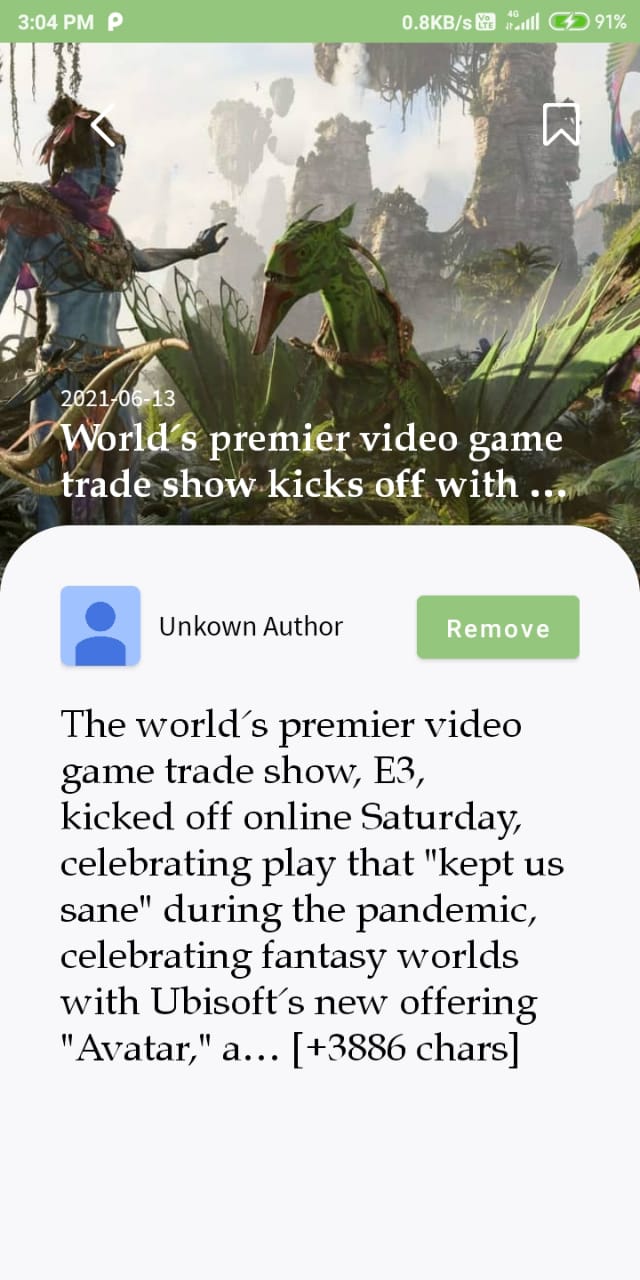 3:04 PM
0.8KB/s Vo LTE 4G 91%
2021-06-13
World´s premier video game
trade show kicks off with ...
Unkown Author
Remove
The world´s premier video
game trade show, E3,
kicked off online Saturday,
celebrating play that "kept us
sane" during the pandemic,
celebrating fantasy worlds
with Ubisoft´s new offering
"Avatar," a… [+3886 chars]